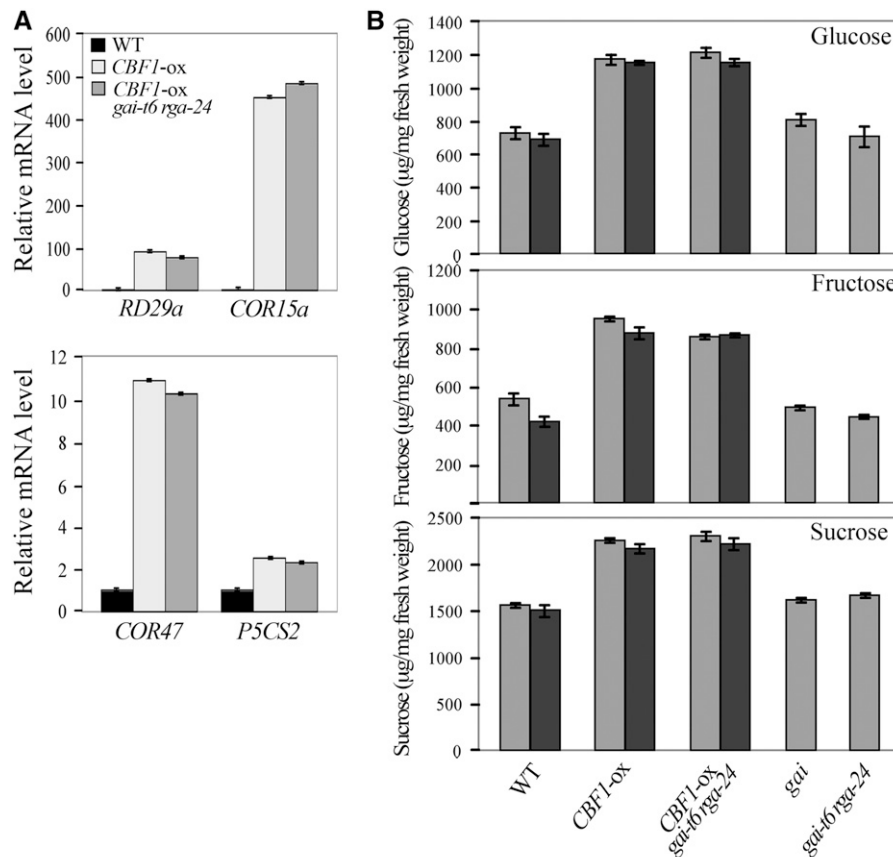 A
Relative mRNA level
600
500
400
300
200
100
0
WT
CBF1-ox
CBF1-ox
gai-t6 rga-24
RD29a COR15a
Relative mRNA level
12
10
8
6
4
2
0
COR47 P5CS2
B
Glucose
Glucose (µg/mg fresh weight)
1400
1200
1000
800
600
400
200
0
Fructose
Fructose (µg/mg fresh weight)
1200
1000
800
600
400
200
0
Sucrose
Sucrose (µg/mg fresh weight)
2500
2000
1500
1000
500
0
WT
CBF1-ox
CBF1-ox
gai-t6 rga-24
gai
gai-t6 rga-24